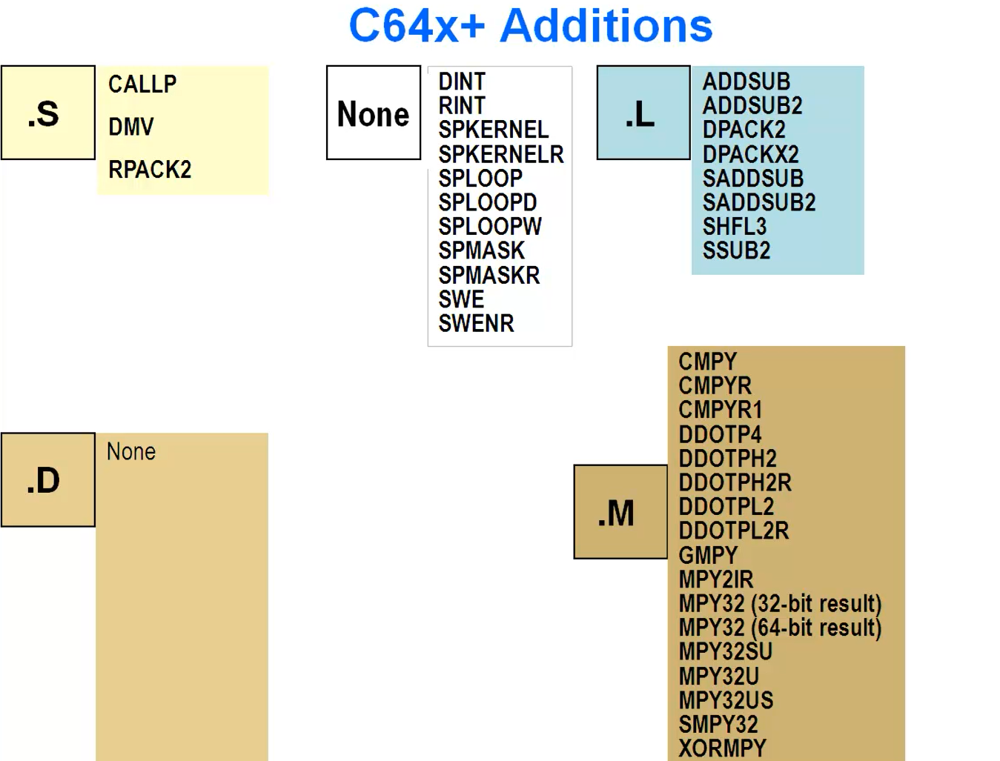 C64x+ Additions
.S
CALLP
DMV
RPACK2
None
DINT
RINT
SPKERNEL
SPKERNELR
SPLOOP
SPLOOPD
SPLOOPW
SPMASK
SPMASKR
SWE
SWENR
.L
ADDSUB
ADDSUB2
DPACK2
DPACKX2
SADDSUB
SADDSUB2
SHFL3
SSUB2
.D
None
.M
CMPY
CMPYR
CMPYR1
DDOTP4
DDOTPH2
DDOTPH2R
DDOTPL2
DDOTPL2R
GMPY
MPY2IR
MPY32 (32-bit result)
MPY32 (64-bit result)
MPY32SU
MPY32U
MPY32US
SMPY32
XORMPY